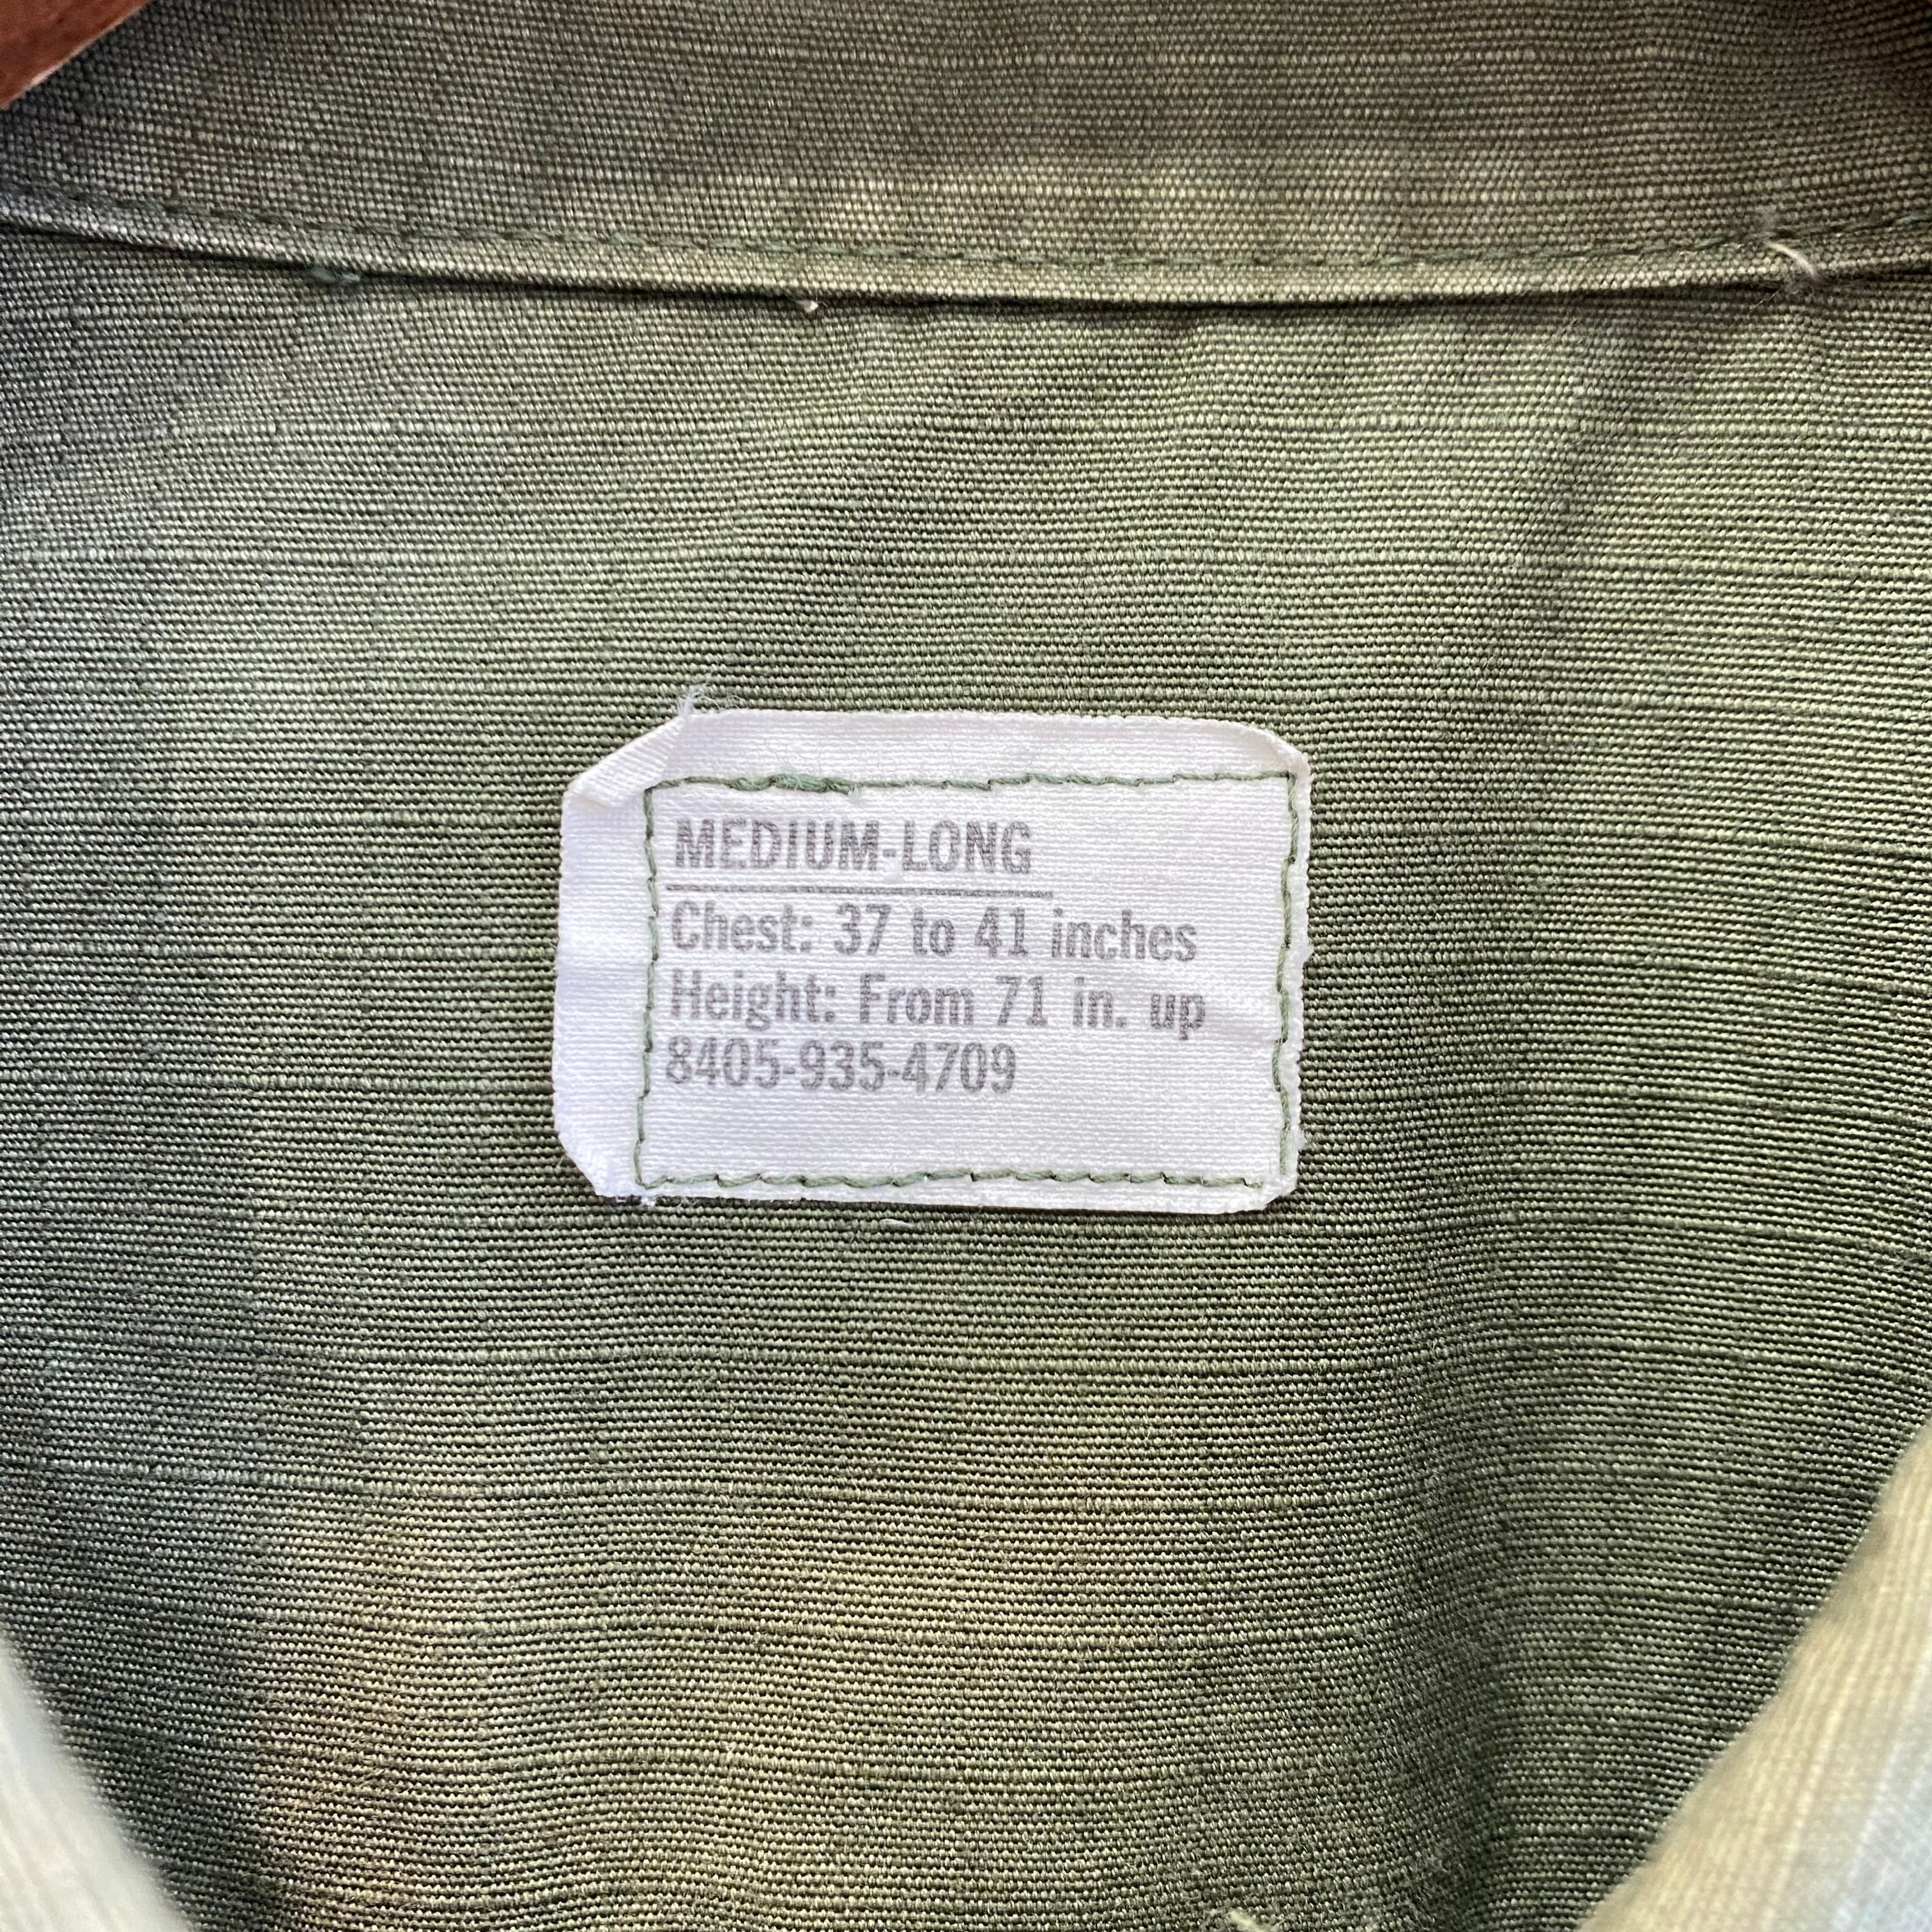 MEDIUM-LONG
Chest: 37 to 41 inches
Height: From 71 in. up
8405-935-4709